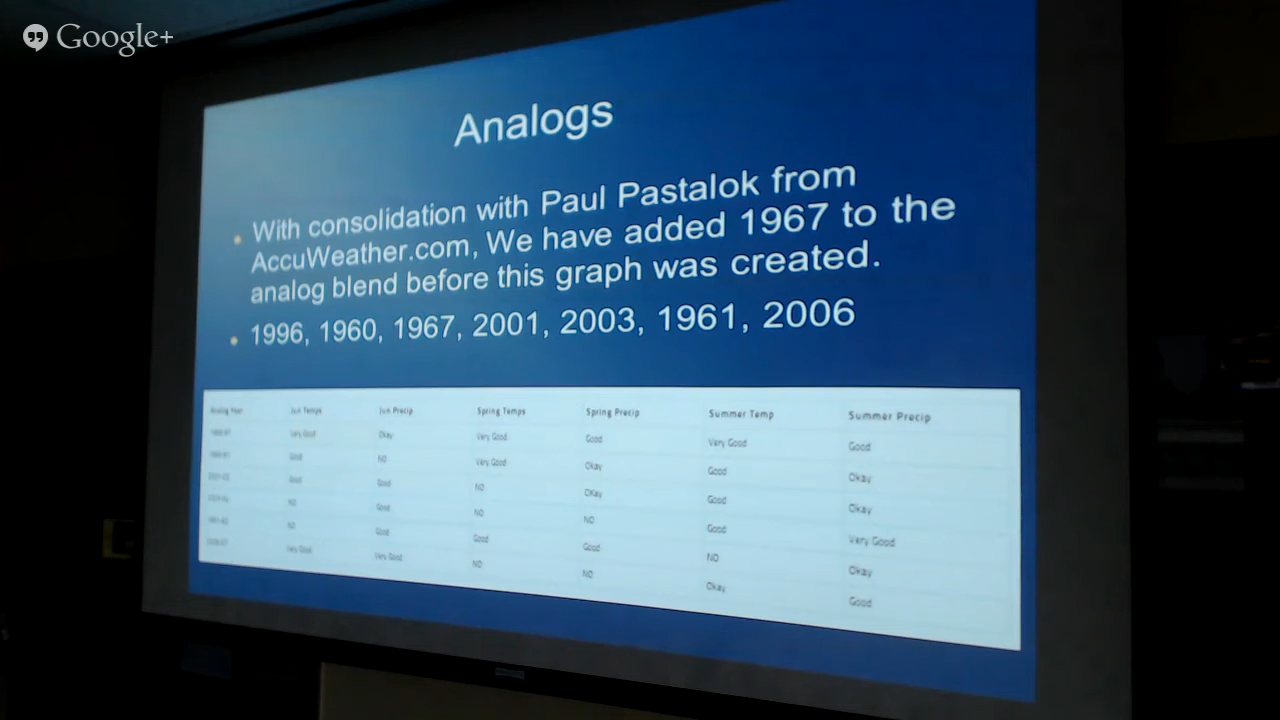 Google+
Analogs
• With consolidation with Paul Pastalok from
AccuWeather.com, We have added 1967 to the
analog blend before this graph was created.
• 1996, 1960, 1967, 2001, 2003, 1961, 2006
Analog Year Jun Temps Jun Precip Spring Temps Spring Precip Summer Temp Summer Precip
Very Good Okay Very Good Good Very Good Good
Good NO Very Good Okay Good Okay
Good Good NO OKay Good Okay
NO Good NO NO Good Very Good
NO Good Good Good NO Okay
Very Good Very Good NO NO Okay Good